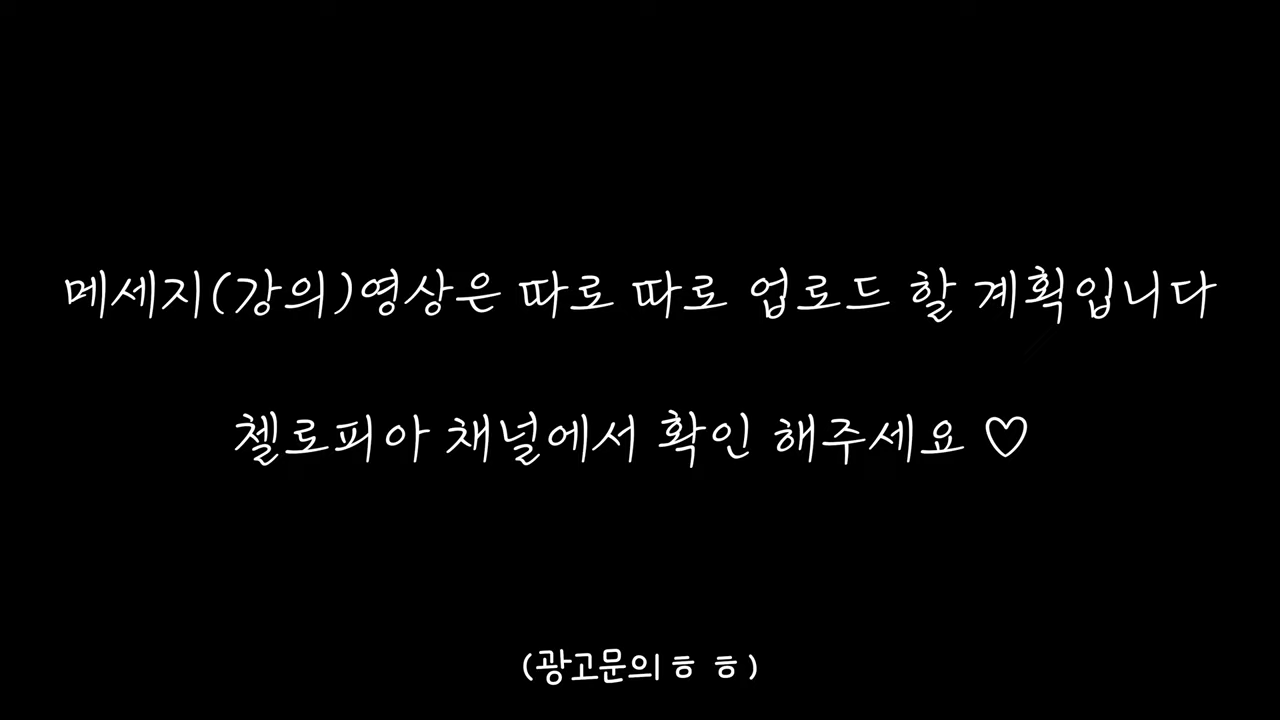 메세지(강의)영상은 따로 따로 업로드 할 계획입니다
첼로피아 채널에서 확인 해주세요 ♡
(광고문의ㅎ ㅎ)